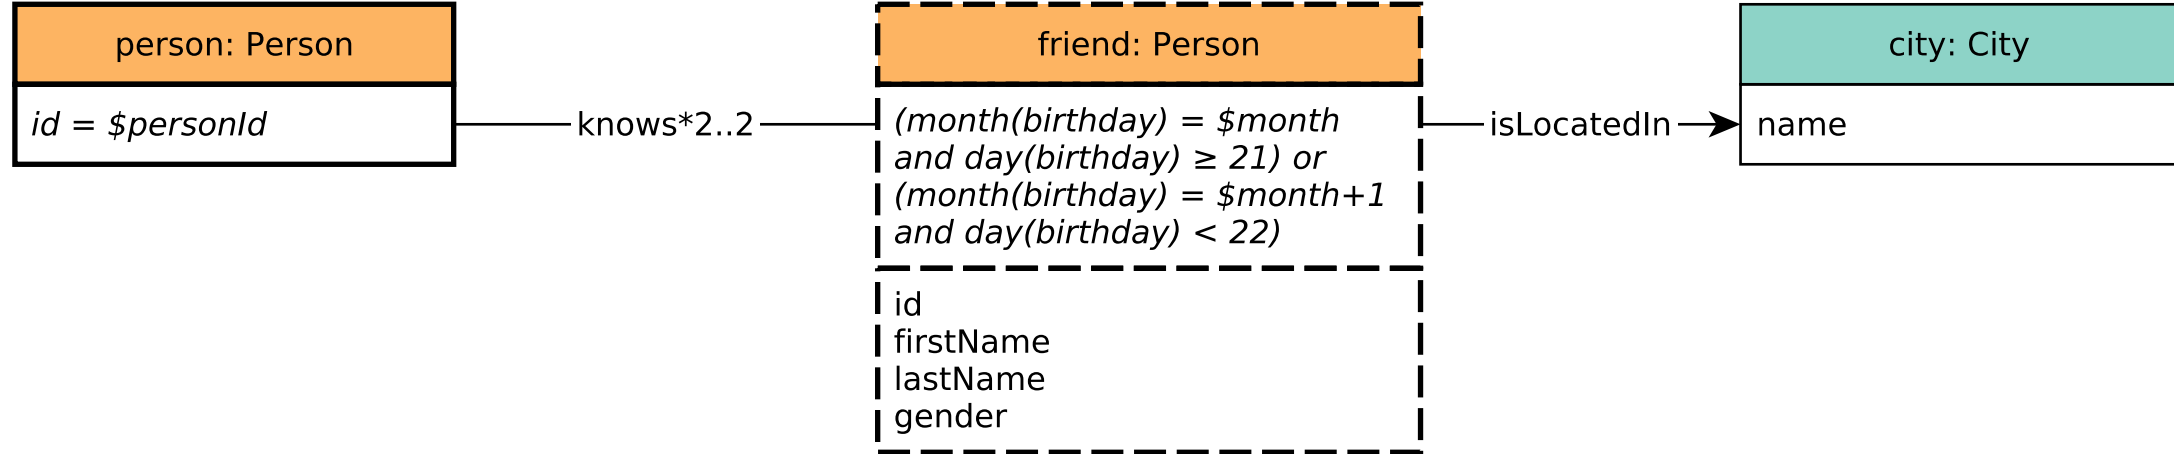 person: Person
id = $personId
knows*2..2
friend: Person
(month(birthday) = $month
and day(birthday) ≥ 21) or
(month(birthday) = $month+1
and day(birthday) < 22)
id
firstName
lastName
gender
isLocatedIn
city: City
name